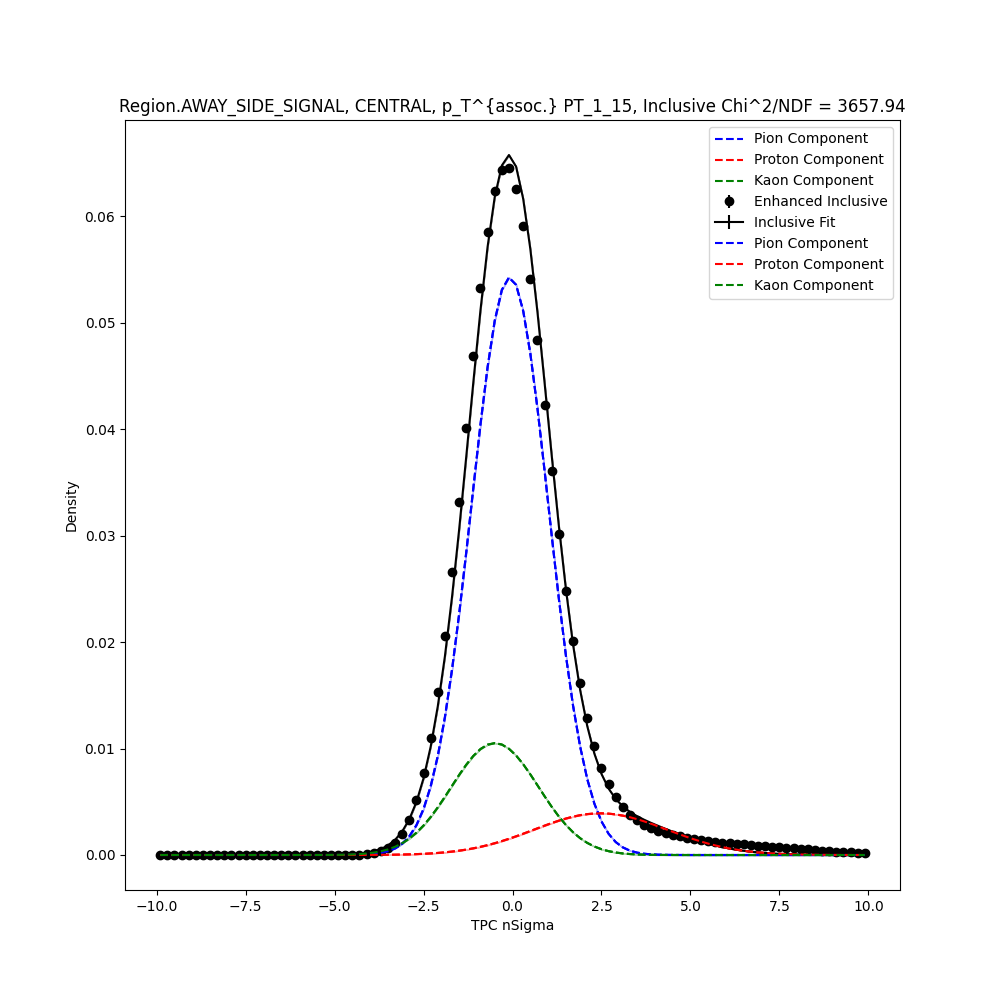 Region.AWAY_SIDE_SIGNAL, CENTRAL, p_T^{assoc.} PT_1_15, Inclusive Chi^2/NDF = 3657.94
Pion Component
Proton Component
Kaon Component
Enhanced Inclusive
Inclusive Fit
Pion Component
Proton Component
Kaon Component
0.06
0.05
0.04
0.03
0.02
0.01
0.00
Density
−10.0 −7.5 −5.0 −2.5 0.0 2.5 5.0 7.5 10.0
TPC nSigma